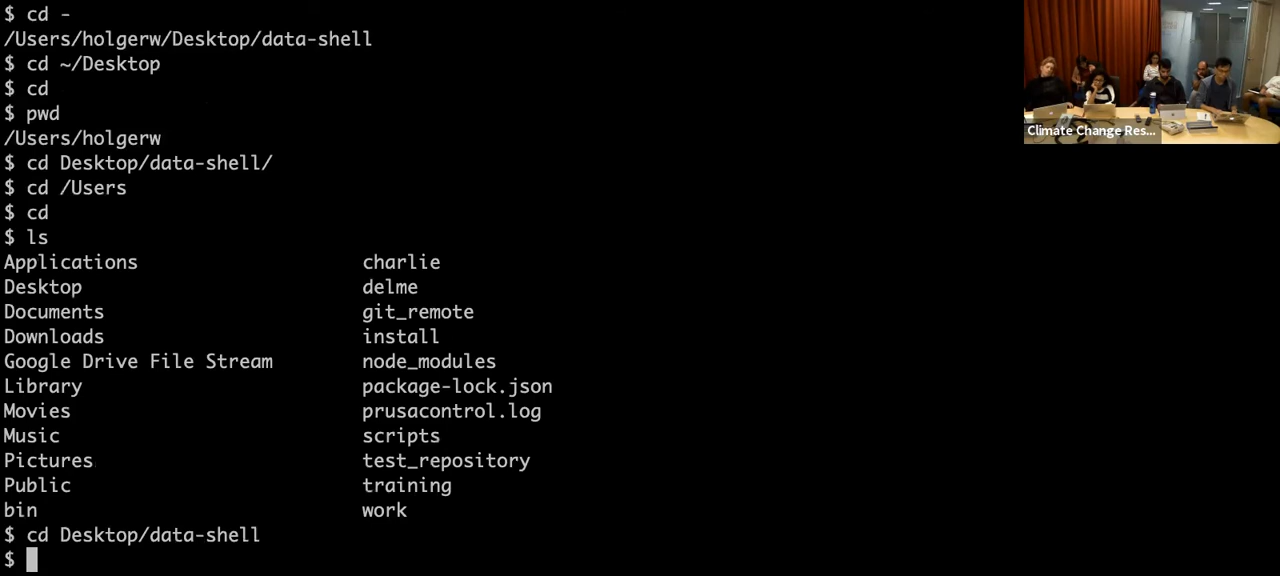 $ cd -
/Users/holgerw/Desktop/data-shell
$ cd ~/Desktop
$ cd
$ pwd
/Users/holgerw
$ cd Desktop/data-shell/
$ cd /Users
$ cd
$ ls
Applications charlie
Desktop delme
Documents git_remote
Downloads install
Google Drive File Stream node_modules
Library package-lock.json
Movies prusacontrol.log
Music scripts
Pictures test_repository
Public training
bin work
$ cd Desktop/data-shell
$
Climate Change Res...